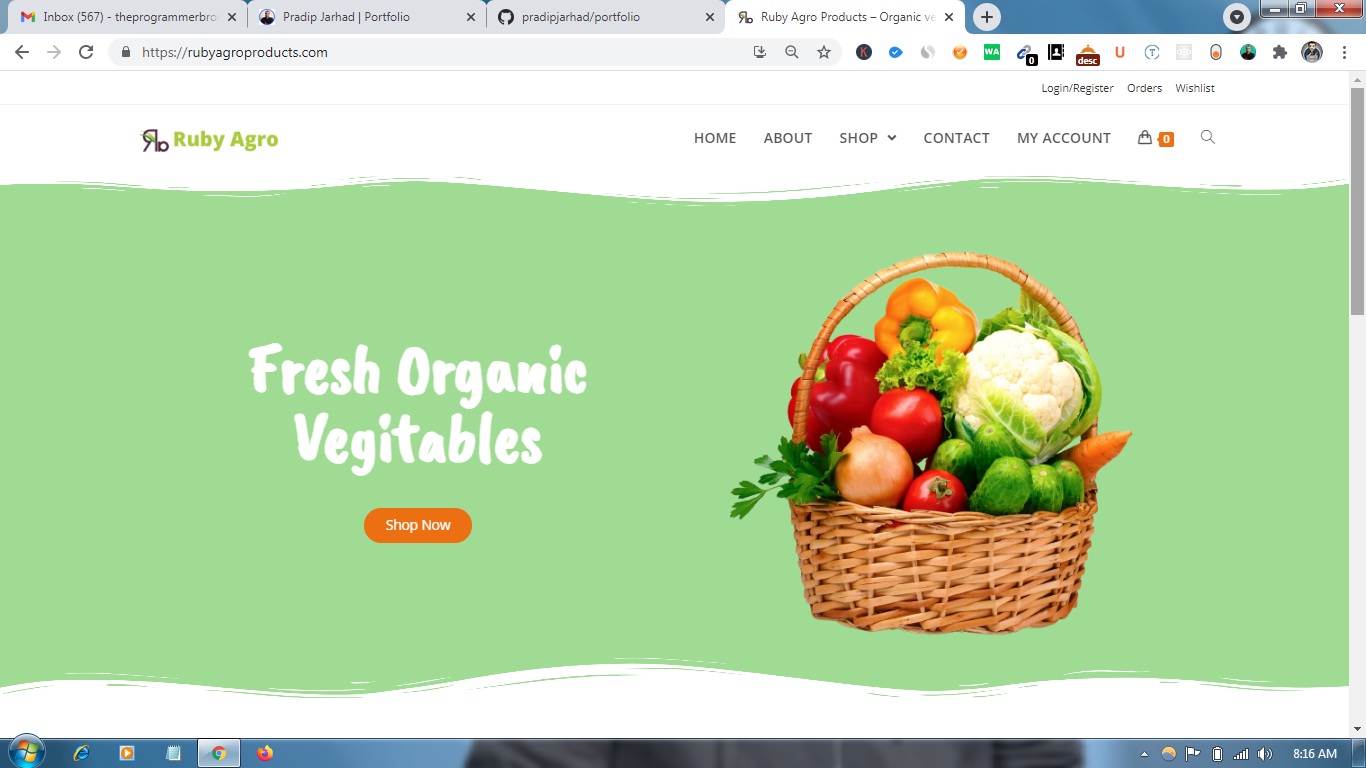 Inbox (567) - theprogrammerbro
Pradip Jarhad | Portfolio
pradipjarhad/portfolio
Ruby Agro Products – Organic ve
https://rubyagroproducts.com
K
WA
0
desc
U
T
Login/Register Orders Wishlist
Ruby Agro
HOME ABOUT SHOP CONTACT MY ACCOUNT 0
Fresh Organic
Vegitables
Shop Now
8:16 AM